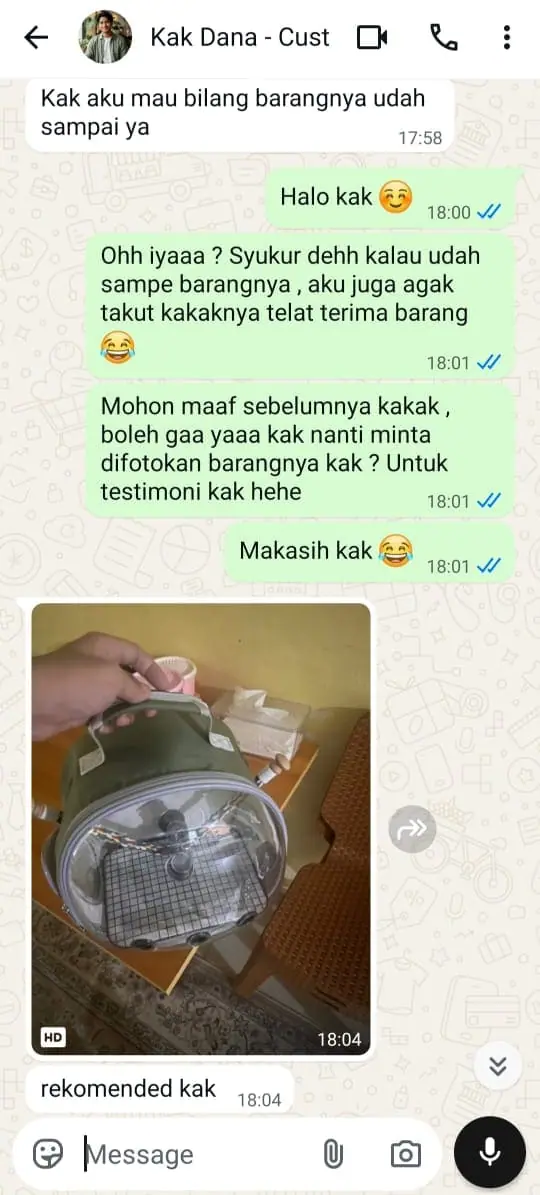 Kak Dana - Cust
Kak aku mau bilang barangnya udah
sampai ya
17:58
Halo kak ☺️
18:00
Ohh iyaaa ? Syukur dehh kalau udah
sampe barangnya , aku juga agak
takut kakaknya telat terima barang
😂
18:01
Mohon maaf sebelumnya kakak ,
boleh gaa yaaa kak nanti minta
difotokan barangnya kak ? Untuk
testimoni kak hehe
18:01
Makasih kak 😂
18:01
HD
18:04
rekomended kak
18:04
Message